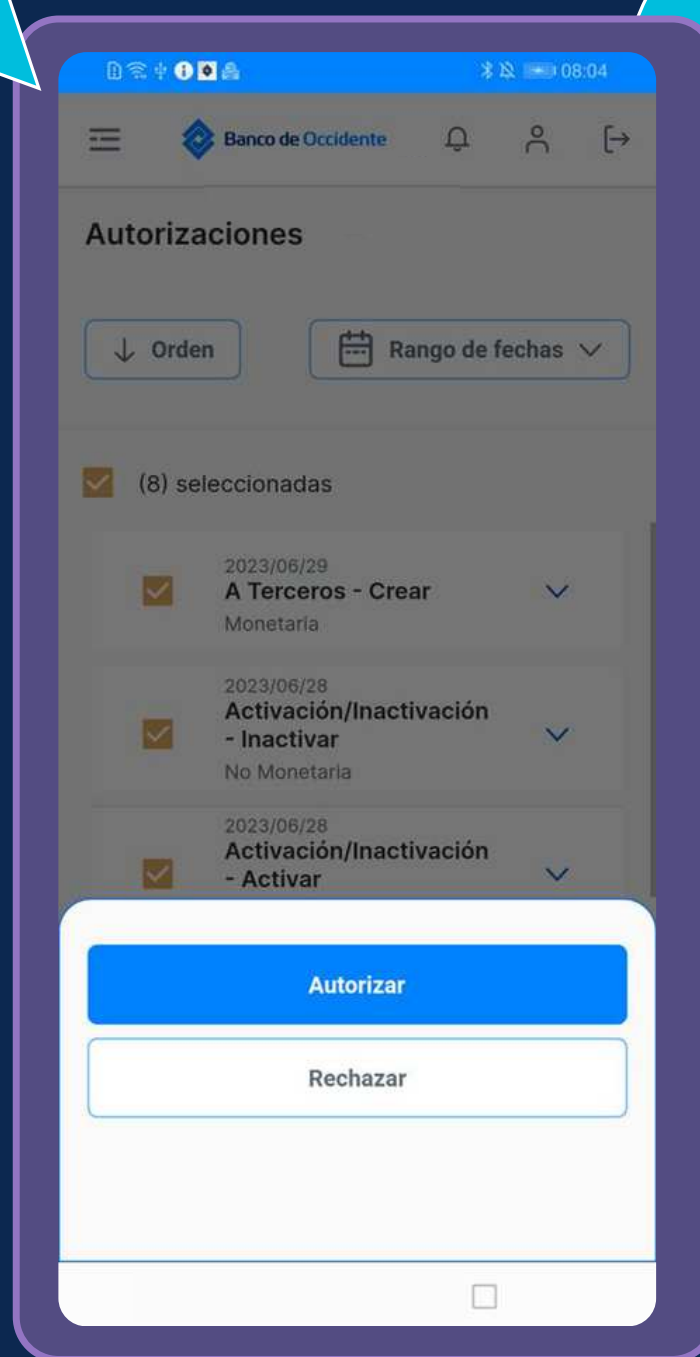 08:04
Banco de Occidente
Autorizaciones
Orden
Rango de fechas
(8) seleccionadas
2023/06/29
A Terceros - Crear
Monetaria
2023/06/28
Activación/Inactivación
- Inactivar
No Monetaria
2023/06/28
Activación/Inactivación
- Activar
Autorizar
Rechazar